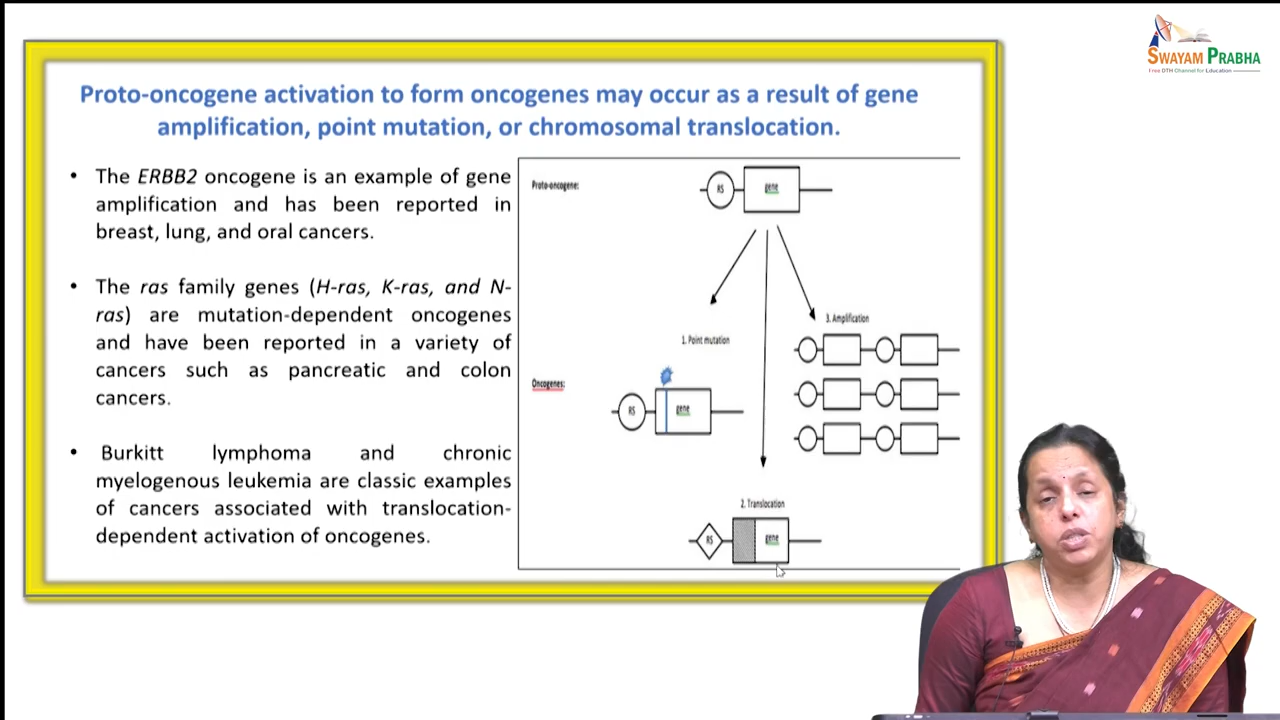 SWAYAM PRABHA
Free DTH Channel for Education
Proto-oncogene activation to form oncogenes may occur as a result of gene
amplification, point mutation, or chromosomal translocation.
• The ERBB2 oncogene is an example of gene
amplification and has been reported in
breast, lung, and oral cancers.
• The ras family genes (H-ras, K-ras, and N-
ras) are mutation-dependent oncogenes
and have been reported in a variety of
cancers such as pancreatic and colon
cancers.
• Burkitt lymphoma and chronic
myelogenous leukemia are classic examples
of cancers associated with translocation-
dependent activation of oncogenes.
Proto-oncogene:
RS
gene
3. Amplification
1. Point mutation
Oncogenes:
RS
gene
2. Translocation
RS
gene